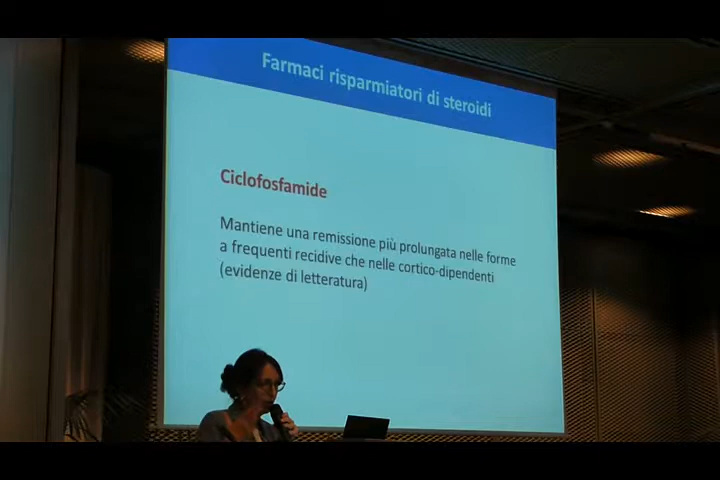 Farmaci risparmiatori di steroidi
Ciclofosfamide
Mantiene una remissione più prolungata nelle forme
a frequenti recidive che nelle cortico-dipendenti
(evidenze di letteratura)